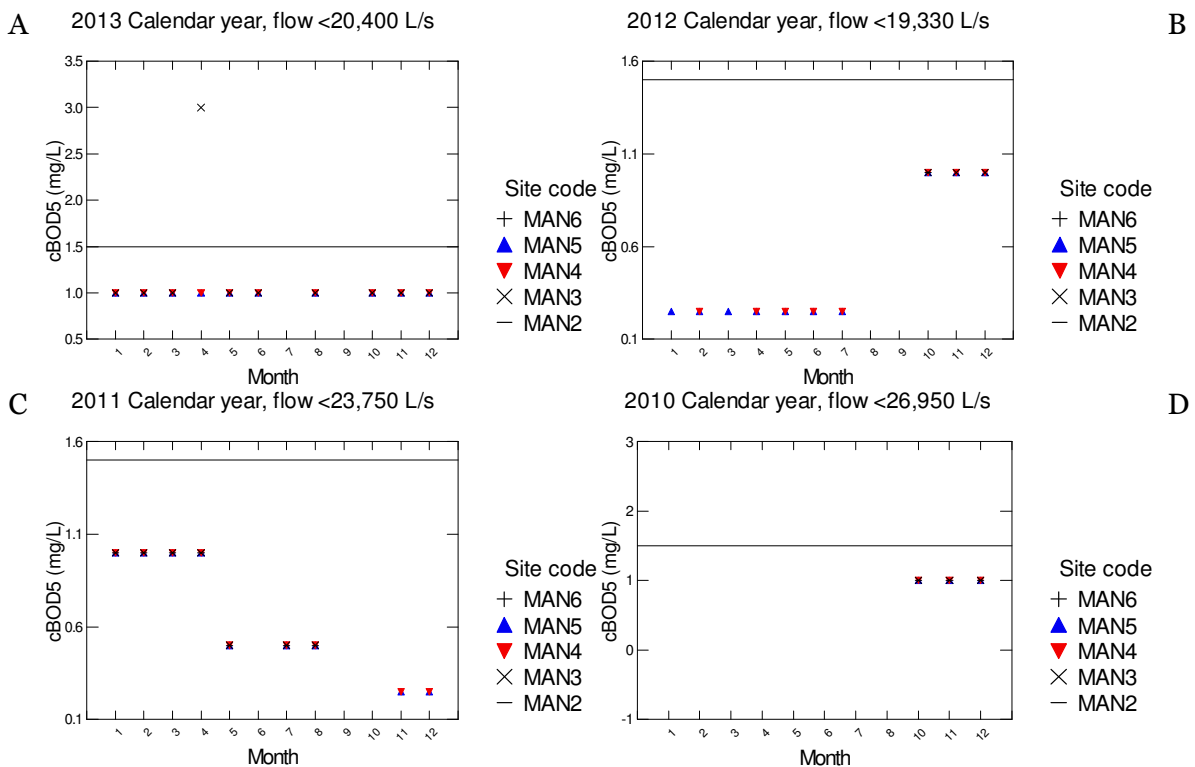 A
2013 Calendar year, flow <20,400 L/s
3.5
3.0
2.5
2.0
1.5
1.0
0.5
cBOD5 (mg/L)
1 2 3 4 5 6 7 8 9 10 11 12
Month
Site code
MAN6
MAN5
MAN4
MAN3
MAN2
B
2012 Calendar year, flow <19,330 L/s
1.6
1.1
0.6
0.1
cBOD5 (mg/L)
1 2 3 4 5 6 7 8 9 10 11 12
Month
Site code
MAN6
MAN5
MAN4
MAN3
MAN2
C
2011 Calendar year, flow <23,750 L/s
1.6
1.1
0.6
0.1
cBOD5 (mg/L)
1 2 3 4 5 6 7 8 9 10 11 12
Month
Site code
MAN6
MAN5
MAN4
MAN3
MAN2
D
2010 Calendar year, flow <26,950 L/s
3
2
1
0
-1
cBOD5 (mg/L)
1 2 3 4 5 6 7 8 9 10 11 12
Month
Site code
MAN6
MAN5
MAN4
MAN3
MAN2